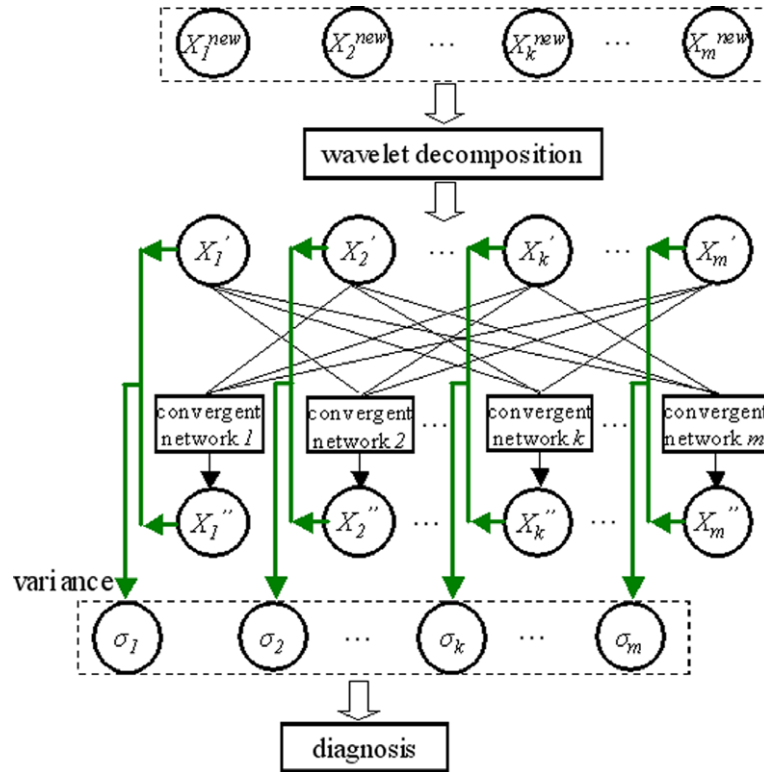 X₁ⁿᵉʷ X₂ⁿᵉʷ ··· Xₖⁿᵉʷ ··· Xₘⁿᵉʷ
wavelet decomposition
X₁' X₂' ··· Xₖ' ··· Xₘ'
convergent network 1
convergent network 2
···
convergent network k
···
convergent network m
X₁'' X₂'' ··· Xₖ'' ··· Xₘ''
variance
σ₁ σ₂ ··· σₖ ··· σₘ
diagnosis